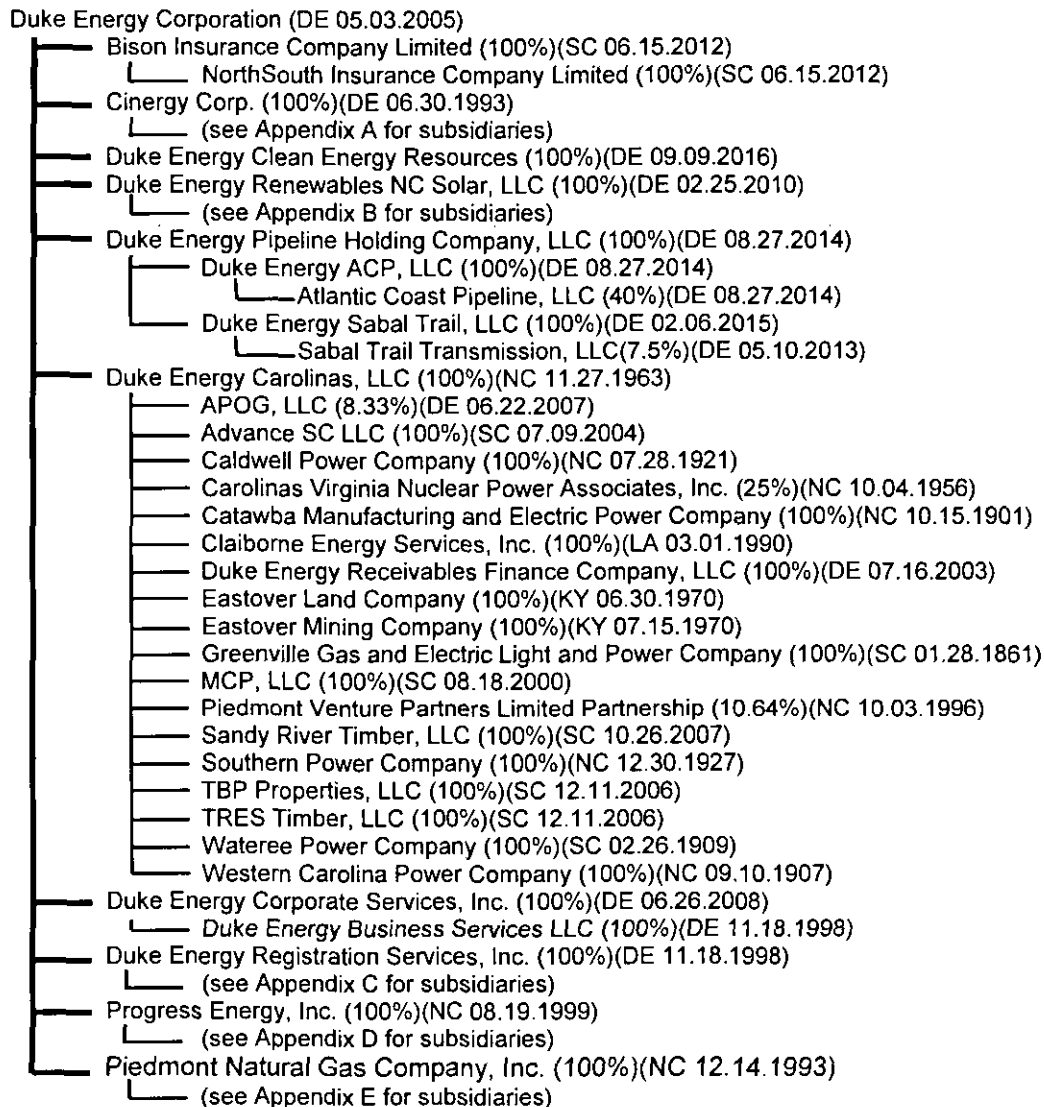 Duke Energy Corporation (DE 05.03.2005)
Bison Insurance Company Limited (100%)(SC 06.15.2012)
NorthSouth Insurance Company Limited (100%)(SC 06.15.2012)
Cinergy Corp. (100%)(DE 06.30.1993)
(see Appendix A for subsidiaries)
Duke Energy Clean Energy Resources (100%)(DE 09.09.2016)
Duke Energy Renewables NC Solar, LLC (100%)(DE 02.25.2010)
(see Appendix B for subsidiaries)
Duke Energy Pipeline Holding Company, LLC (100%)(DE 08.27.2014)
Duke Energy ACP, LLC (100%)(DE 08.27.2014)
Atlantic Coast Pipeline, LLC (40%)(DE 08.27.2014)
Duke Energy Sabal Trail, LLC (100%)(DE 02.06.2015)
Sabal Trail Transmission, LLC(7.5%)(DE 05.10.2013)
Duke Energy Carolinas, LLC (100%)(NC 11.27.1963)
APOG, LLC (8.33%)(DE 06.22.2007)
Advance SC LLC (100%)(SC 07.09.2004)
Caldwell Power Company (100%)(NC 07.28.1921)
Carolinas Virginia Nuclear Power Associates, Inc. (25%)(NC 10.04.1956)
Catawba Manufacturing and Electric Power Company (100%)(NC 10.15.1901)
Claiborne Energy Services, Inc. (100%)(LA 03.01.1990)
Duke Energy Receivables Finance Company, LLC (100%)(DE 07.16.2003)
Eastover Land Company (100%)(KY 06.30.1970)
Eastover Mining Company (100%)(KY 07.15.1970)
Greenville Gas and Electric Light and Power Company (100%)(SC 01.28.1861)
MCP, LLC (100%)(SC 08.18.2000)
Piedmont Venture Partners Limited Partnership (10.64%)(NC 10.03.1996)
Sandy River Timber, LLC (100%)(SC 10.26.2007)
Southern Power Company (100%)(NC 12.30.1927)
TBP Properties, LLC (100%)(SC 12.11.2006)
TRES Timber, LLC (100%)(SC 12.11.2006)
Wateree Power Company (100%)(SC 02.26.1909)
Western Carolina Power Company (100%)(NC 09.10.1907)
Duke Energy Corporate Services, Inc. (100%)(DE 06.26.2008)
Duke Energy Business Services LLC (100%)(DE 11.18.1998)
Duke Energy Registration Services, Inc. (100%)(DE 11.18.1998)
(see Appendix C for subsidiaries)
Progress Energy, Inc. (100%)(NC 08.19.1999)
(see Appendix D for subsidiaries)
Piedmont Natural Gas Company, Inc. (100%)(NC 12.14.1993)
(see Appendix E for subsidiaries)